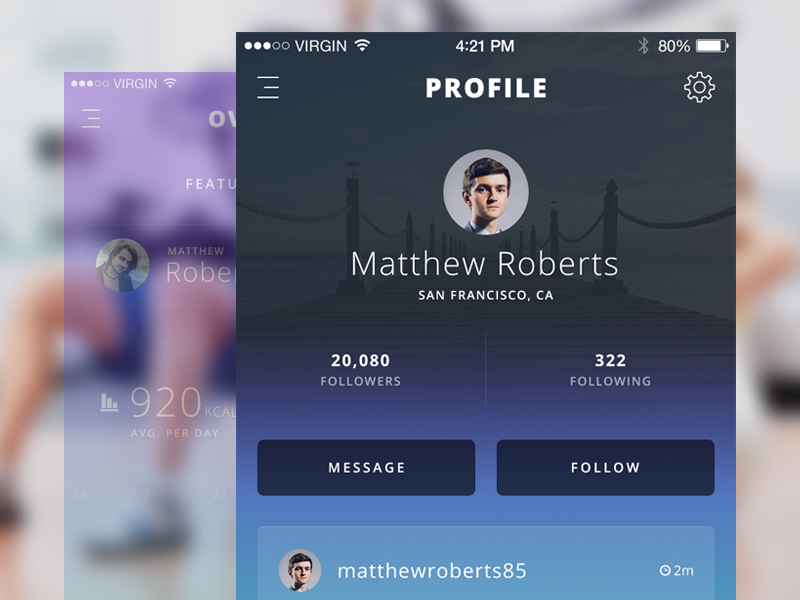 VIRGIN
4:21 PM
80%
PROFILE
Matthew Roberts
SAN FRANCISCO, CA
20,080
FOLLOWERS
322
FOLLOWING
MESSAGE
FOLLOW
matthewroberts85
2m
VIRGIN
OV
FEATU
MATTHEW
Rober
920 KCAL
AVG. PER DAY
20 21 22